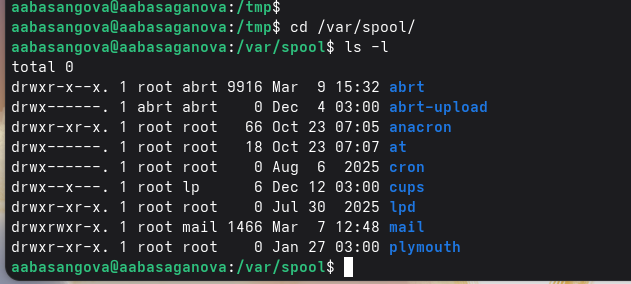 aabasangova@aabasaganova:/tmp$
aabasangova@aabasaganova:/tmp$ cd /var/spool/
aabasangova@aabasaganova:/var/spool$ ls -l
total 0
drwxr-x--x. 1 root abrt 9916 Mar  9 15:32 abrt
drwx------. 1 abrt abrt    0 Dec  4 03:00 abrt-upload
drwxr-xr-x. 1 root root   66 Oct 23 07:05 anacron
drwx------. 1 root root   18 Oct 23 07:07 at
drwx------. 1 root root    0 Aug  6  2025 cron
drwx--x---. 1 root lp      6 Dec 12 03:00 cups
drwxr-xr-x. 1 root root    0 Jul 30  2025 lpd
drwxrwxr-x. 1 root mail 1466 Mar  7 12:48 mail
drwxr-xr-x. 1 root root    0 Jan 27 03:00 plymouth
aabasangova@aabasaganova:/var/spool$